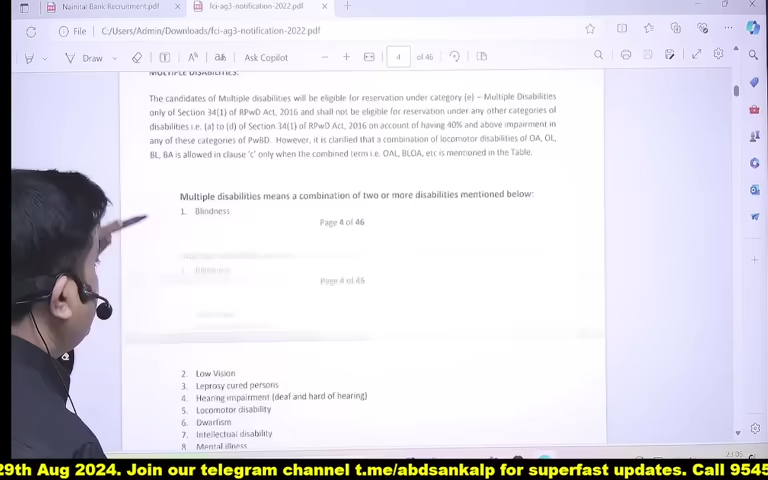 Nainital Bank Recruitment.pdf
fci-ag3-notification-2022.pdf
File
C:/Users/Admin/Downloads/fci-ag3-notification-2022.pdf
Draw
Ask Copilot
4 of 46
MULTIPLE DISABILITIES:
The candidates of Multiple disabilities will be eligible for reservation under category (e) – Multiple Disabilities
only of Section 34(1) of RPwD Act, 2016 and shall not be eligible for reservation under any other categories of
disabilities i.e. (a) to (d) of Section 34(1) of RPwD Act, 2016 on account of having 40% and above impairment in
any of these categories of PwBD. However, it is clarified that a combination of locomotor disabilities of OA, OL,
BL, BA is allowed in clause 'c' only when the combined term i.e. OAL, BLOA, etc is mentioned in the Table.
Multiple disabilities means a combination of two or more disabilities mentioned below:
1. Blindness
Page 4 of 46
1. Blindness
Page 4 of 46
2. Low Vision
3. Leprosy cured persons
4. Hearing impairment (deaf and hard of hearing)
5. Locomotor disability
6. Dwarfism
7. Intellectual disability
8. Mental illness
23:05
29th Aug 2024. Join our telegram channel t.me/abdsankalp for superfast updates. Call 9545